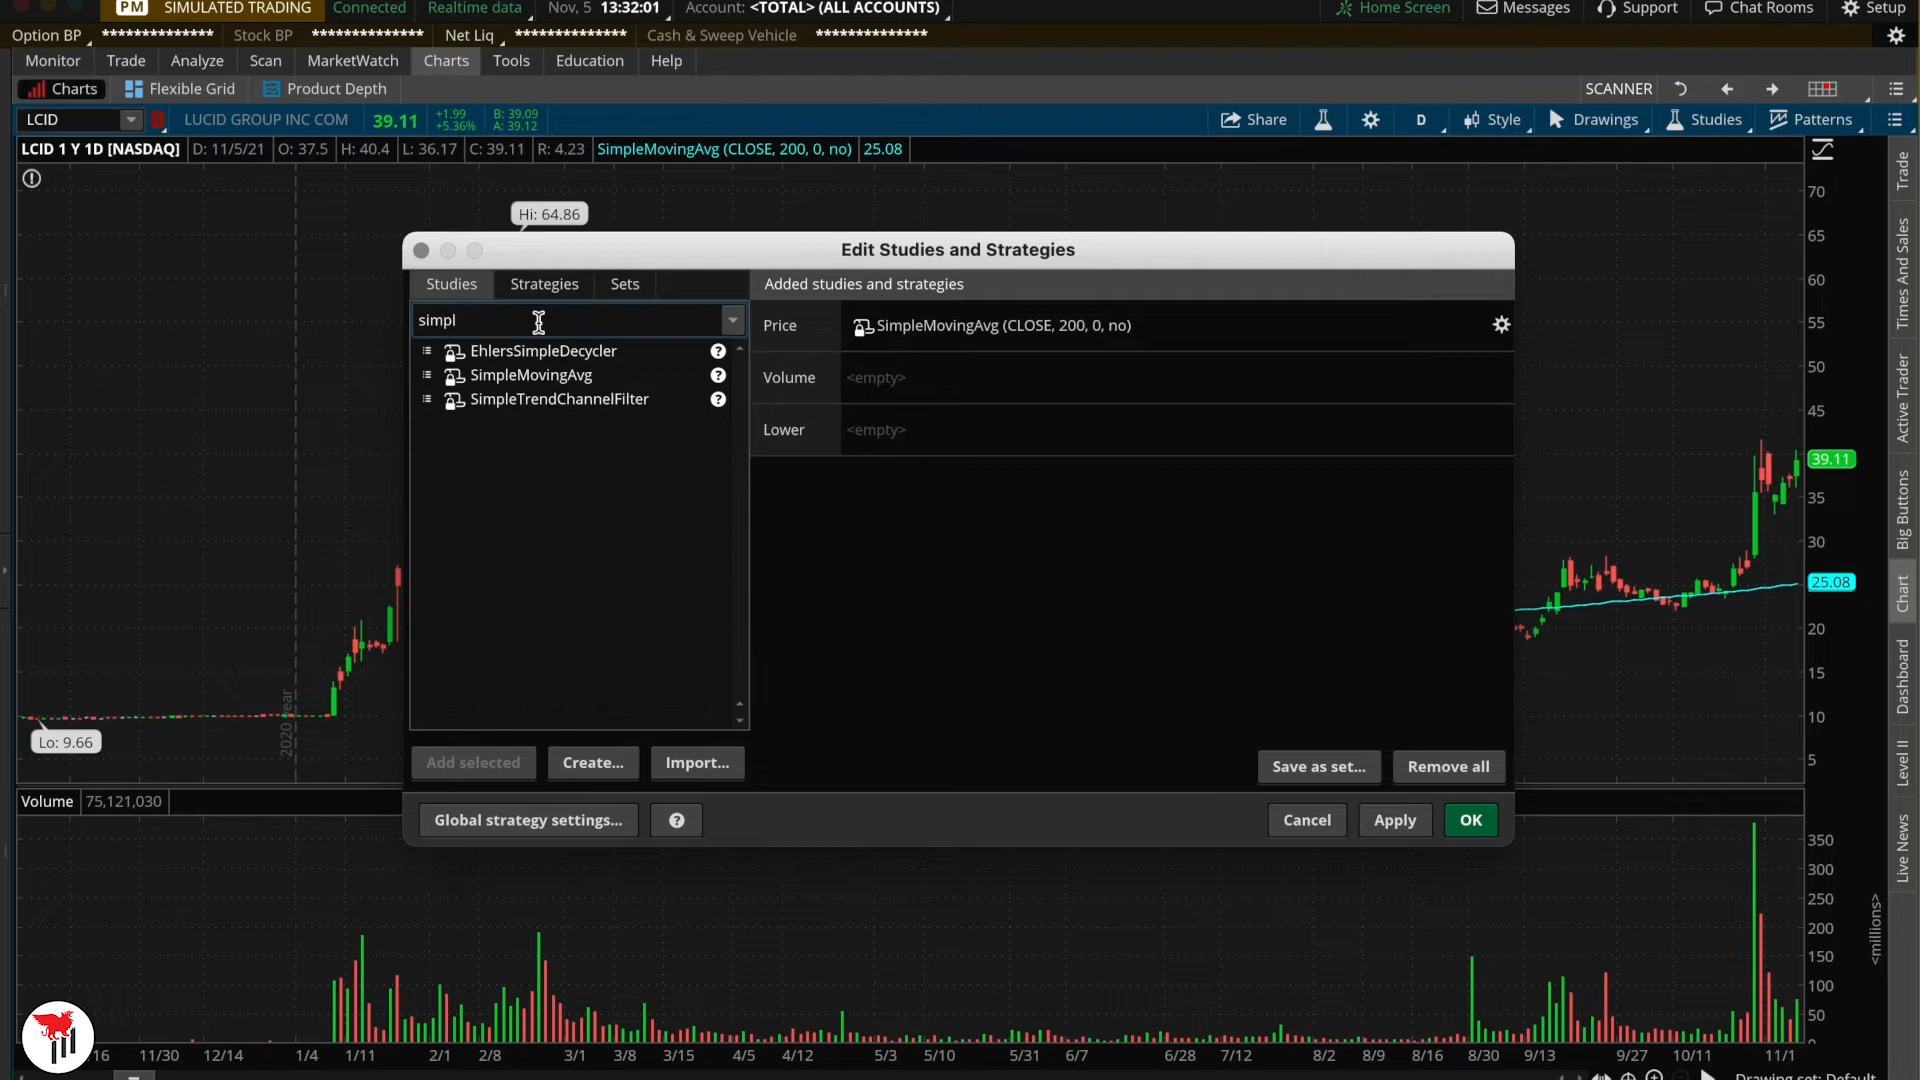 PM SIMULATED TRADING Connected Realtime data Nov, 5 13:32:01 Account: <TOTAL> (ALL ACCOUNTS) Home Screen Messages Support Chat Rooms Setup
Option BP ************** Stock BP ************** Net Liq ************** Cash & Sweep Vehicle **************
Monitor Trade Analyze Scan MarketWatch Charts Tools Education Help
Charts Flexible Grid Product Depth SCANNER
LCID LUCID GROUP INC COM 39.11 +1.99 +5.36% B: 39.09 A: 39.12 Share D Style Drawings Studies Patterns
LCID 1 Y 1D [NASDAQ] D: 11/5/21 O: 37.5 H: 40.4 L: 36.17 C: 39.11 R: 4.23 SimpleMovingAvg (CLOSE, 200, 0, no) 25.08
Hi: 64.86
Edit Studies and Strategies
Studies Strategies Sets Added studies and strategies
simpl
Price SimpleMovingAvg (CLOSE, 200, 0, no)
EhlersSimpleDecycler ?
SimpleMovingAvg ?
Volume <empty>
SimpleTrendChannelFilter ?
Lower <empty>
Add selected Create... Import... Save as set... Remove all
Global strategy settings... ? Cancel Apply OK
2020 year
Lo: 9.66
70
65
60
55
50
45
39.11
35
30
25.08
20
15
10
5
Volume 75,121,030
350
300
250
200
150
100
50
<millions>
16 11/30 12/14 1/4 1/11 2/1 2/8 3/1 3/8 3/15 4/5 4/12 5/3 5/10 5/31 6/7 6/28 7/12 8/2 8/9 8/16 8/30 9/13 9/27 10/11 11/1
Drawing set: Default
Trade
Times And Sales
Active Trader
Big Buttons
Chart
Dashboard
Level II
Live News